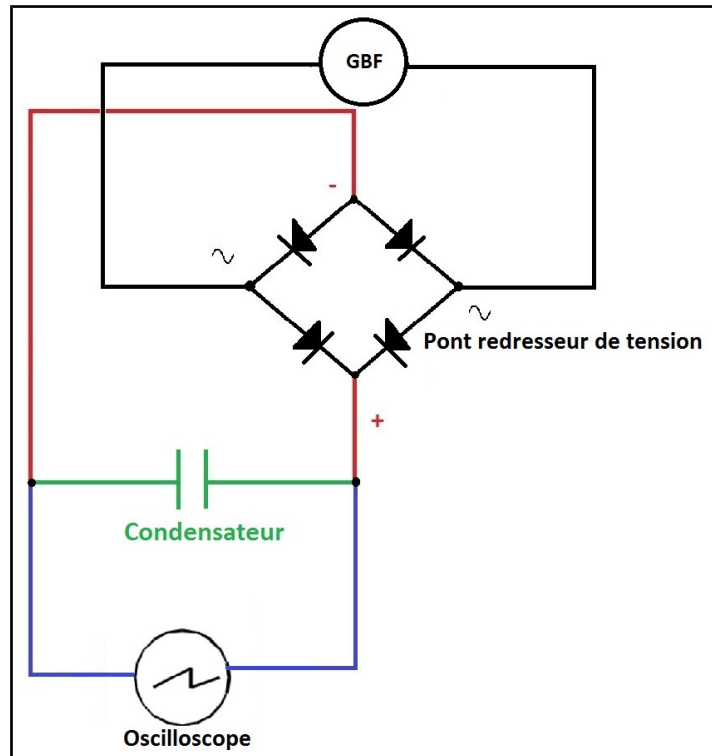 GBF
-
∿
∿
Pont redresseur de tension
+
Condensateur
Oscilloscope